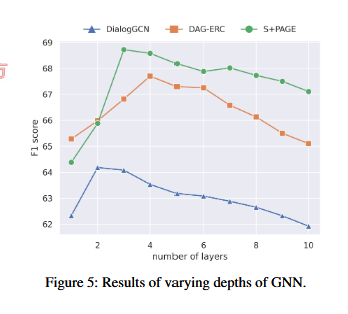 DialogGCN DAG-ERC S+PAGE
69
68
67
66
65
64
63
62
F1 score
2 4 6 8 10
number of layers
Figure 5: Results of varying depths of GNN.